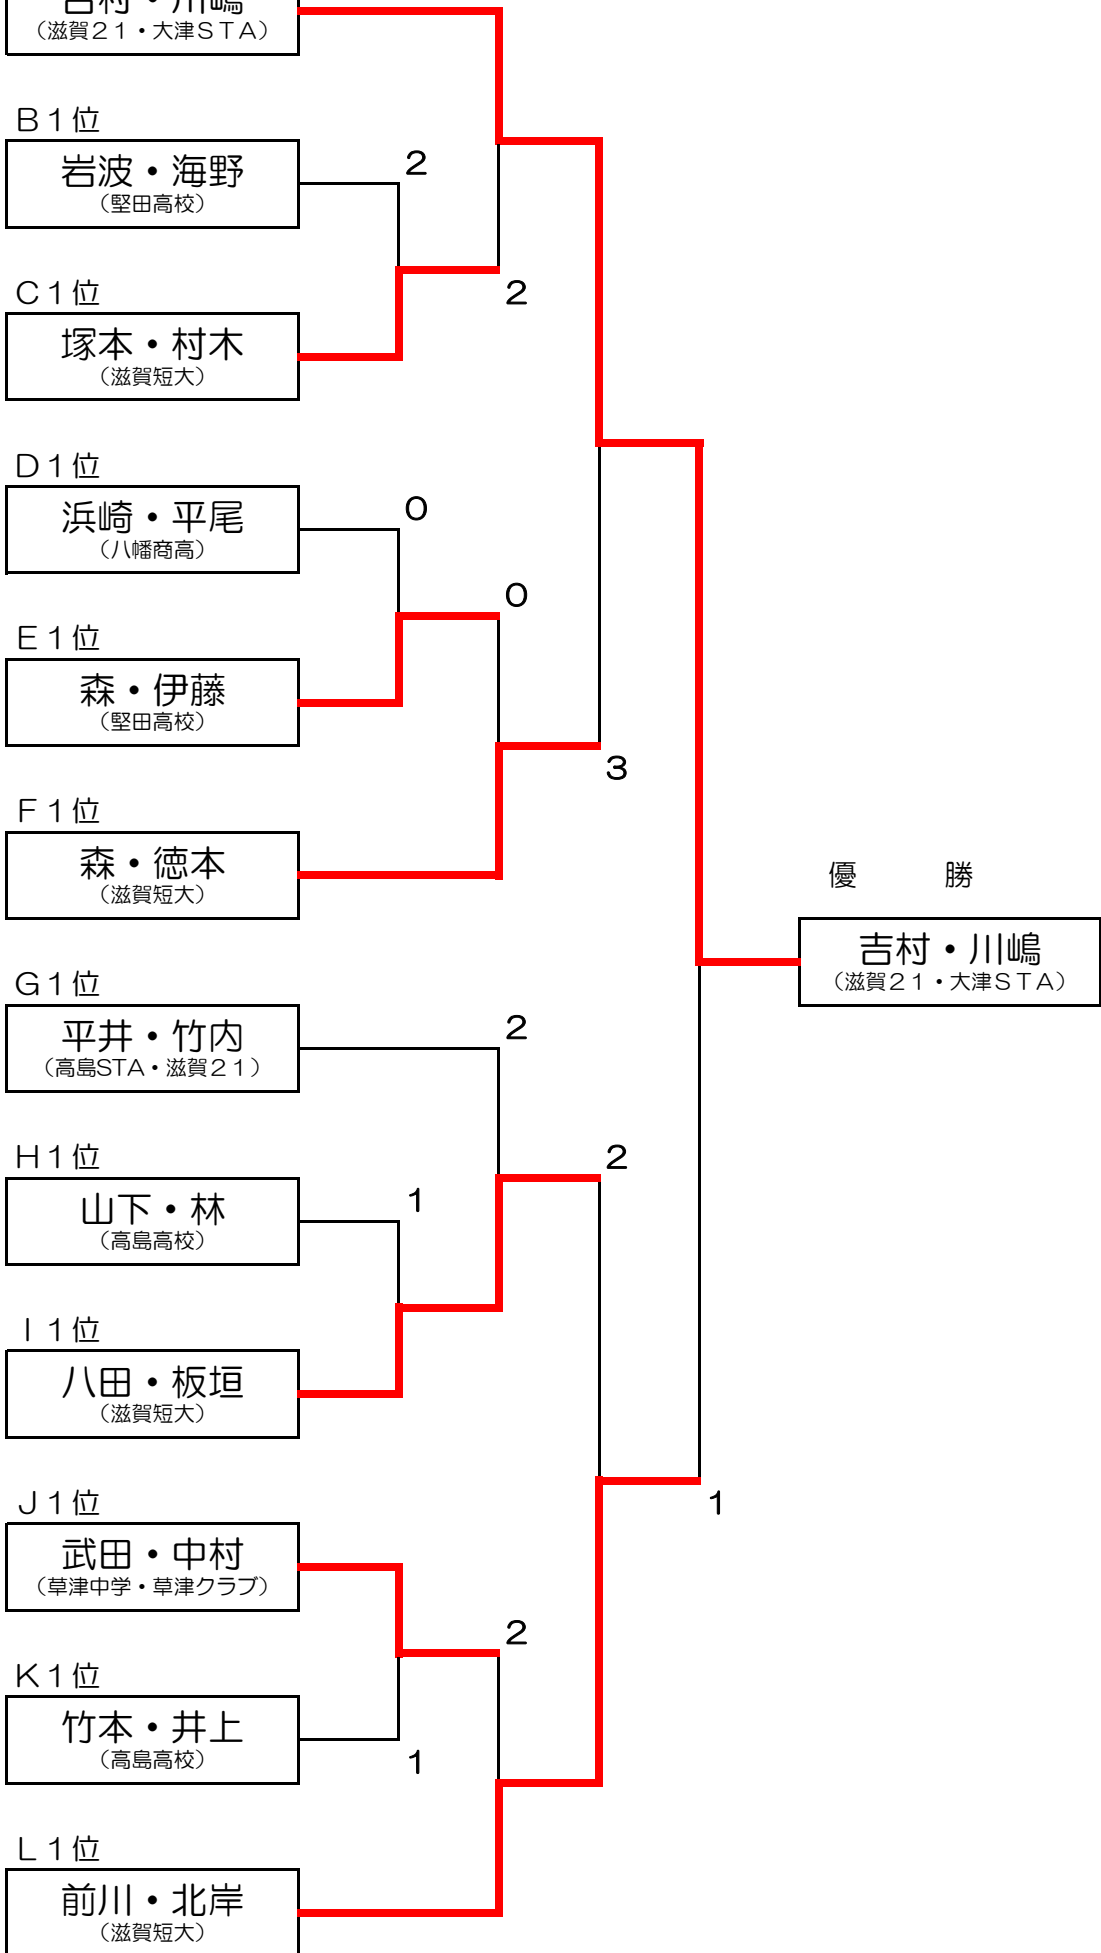 吉村・川嶋
（滋賀２１・大津ＳＴＡ）
Ｂ１位
岩波・海野
（堅田高校）
2
Ｃ１位
塚本・村木
（滋賀短大）
2
Ｄ１位
浜崎・平尾
（八幡商高）
0
0
Ｅ１位
森・伊藤
（堅田高校）
3
Ｆ１位
森・徳本
（滋賀短大）
優　勝
吉村・川嶋
（滋賀２１・大津ＳＴＡ）
Ｇ１位
平井・竹内
（高島STA・滋賀２１）
2
Ｈ１位
山下・林
（高島高校）
1
2
Ｉ１位
八田・板垣
（滋賀短大）
1
Ｊ１位
武田・中村
（草津中学・草津クラブ）
2
Ｋ１位
竹本・井上
（高島高校）
1
Ｌ１位
前川・北岸
（滋賀短大）